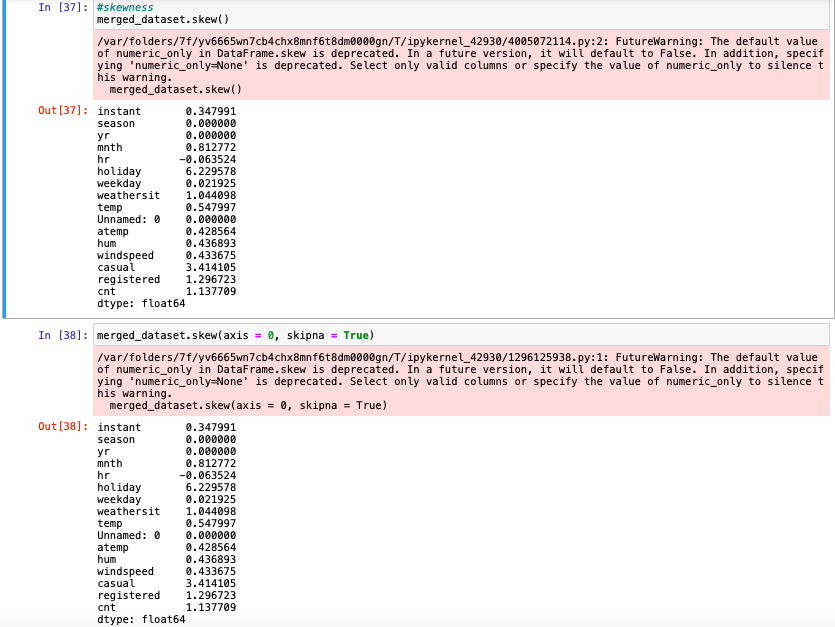 In [37]: #skewness
merged_dataset.skew()
/var/folders/7f/yv6665wn7cb4chx8mnf6t8dm0000gn/T/ipykernel_42930/4005072114.py:2: FutureWarning: The default value
of numeric_only in DataFrame.skew is deprecated. In a future version, it will default to False. In addition, specif
ying 'numeric_only=None' is deprecated. Select only valid columns or specify the value of numeric_only to silence t
his warning.
merged_dataset.skew()
Out[37]: instant 0.347991
season 0.000000
yr 0.000000
mnth 0.812772
hr -0.063524
holiday 6.229578
weekday 0.021925
weathersit 1.044098
temp 0.547997
Unnamed: 0 0.000000
atemp 0.428564
hum 0.436893
windspeed 0.433675
casual 3.414105
registered 1.296723
cnt 1.137709
dtype: float64
In [38]: merged_dataset.skew(axis = 0, skipna = True)
/var/folders/7f/yv6665wn7cb4chx8mnf6t8dm0000gn/T/ipykernel_42930/1296125938.py:1: FutureWarning: The default value
of numeric_only in DataFrame.skew is deprecated. In a future version, it will default to False. In addition, specif
ying 'numeric_only=None' is deprecated. Select only valid columns or specify the value of numeric_only to silence t
his warning.
merged_dataset.skew(axis = 0, skipna = True)
Out[38]: instant 0.347991
season 0.000000
yr 0.000000
mnth 0.812772
hr -0.063524
holiday 6.229578
weekday 0.021925
weathersit 1.044098
temp 0.547997
Unnamed: 0 0.000000
atemp 0.428564
hum 0.436893
windspeed 0.433675
casual 3.414105
registered 1.296723
cnt 1.137709
dtype: float64